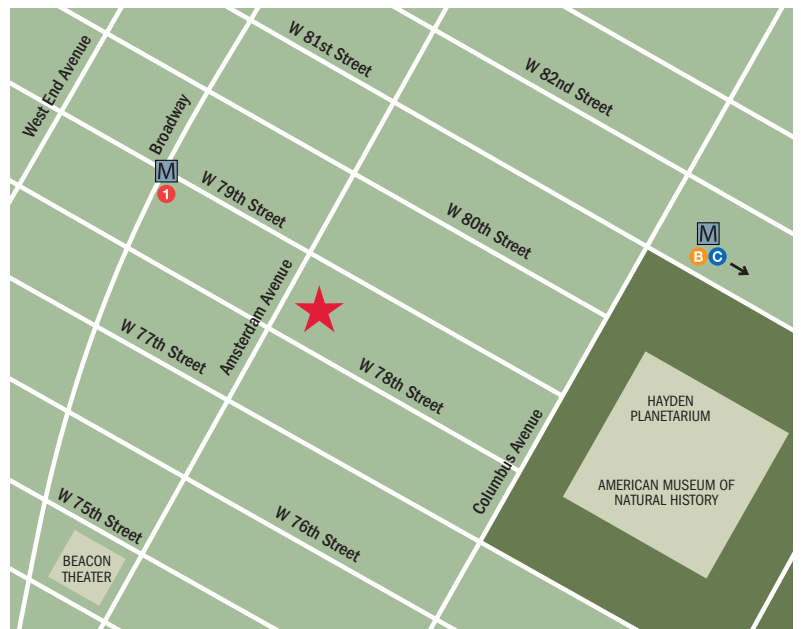 W 81st Street
W 82nd Street
West End Avenue
Broadway
M
1
W 79th Street
W 80th Street
M
B C
Amsterdam Avenue
W 77th Street
W 78th Street
HAYDEN
PLANETARIUM
Columbus Avenue
AMERICAN MUSEUM OF
NATURAL HISTORY
W 75th Street
W 76th Street
BEACON
THEATER